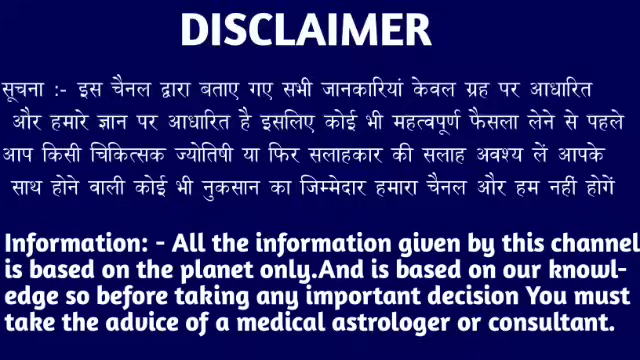 DISCLAIMER
सूचना :- इस चैनल द्वारा बताए गए सभी जानकारियां केवल ग्रह पर आधारित
और हमारे ज्ञान पर आधारित है इसलिए कोई भी महत्वपूर्ण फैसला लेने से पहले
आप किसी चिकित्सक ज्योतिषी या फिर सलाहकार की सलाह अवश्य लें आपके
साथ होने वाली कोई भी नुकसान का जिम्मेदार हमारा चैनल और हम नहीं होगें
Information: - All the information given by this channel
is based on the planet only.And is based on our knowl-
edge so before taking any important decision You must
take the advice of a medical astrologer or consultant.